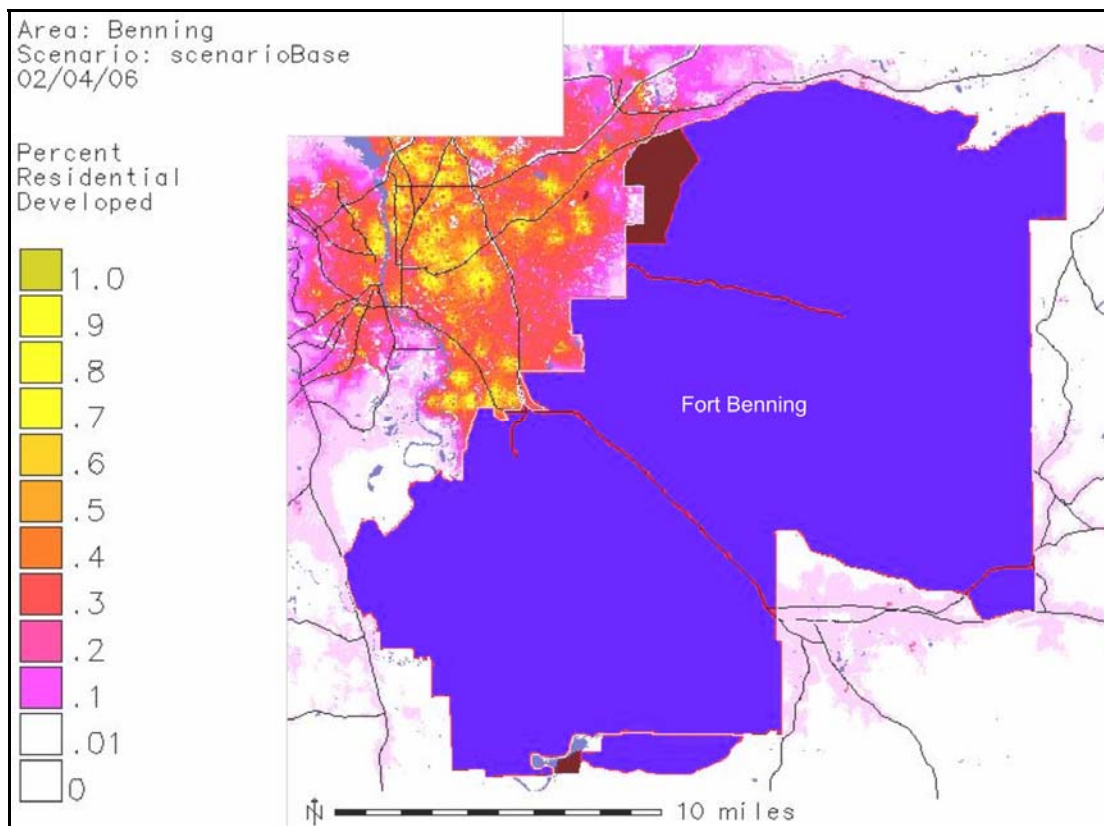 Area: Benning
Scenario: scenarioBase
02/04/06
Percent
Residential
Developed
1.0
.9
.8
.7
.6
.5
.4
.3
.2
.1
.01
0
Fort Benning
N
10 miles